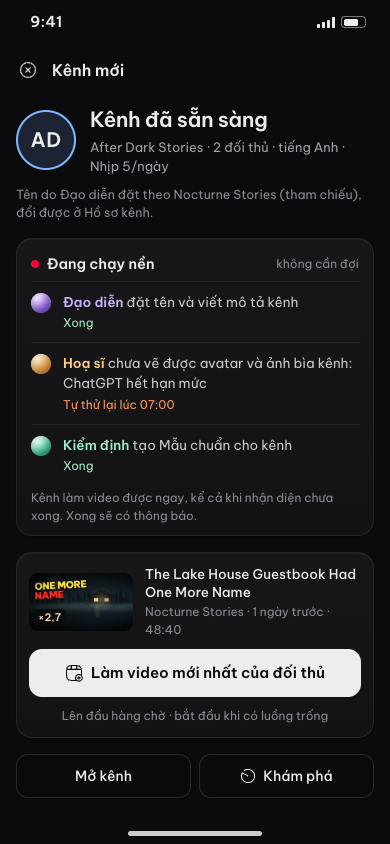 9:41
Kênh mới
AD
Kênh đã sẵn sàng
After Dark Stories · 2 đối thủ · tiếng Anh ·
Nhịp 5/ngày
Tên do Đạo diễn đặt theo Nocturne Stories (tham chiếu),
đổi được ở Hồ sơ kênh.
Đang chạy nền
không cần đợi
Đạo diễn đặt tên và viết mô tả kênh
Xong
Hoạ sĩ chưa vẽ được avatar và ảnh bìa kênh:
ChatGPT hết hạn mức
Tự thử lại lúc 07:00
Kiểm định tạo Mẫu chuẩn cho kênh
Xong
Kênh làm video được ngay, kể cả khi nhận diện chưa
xong. Xong sẽ có thông báo.
ONE MORE
NAME
×2,7
The Lake House Guestbook Had
One More Name
Nocturne Stories · 1 ngày trước ·
48:40
Làm video mới nhất của đối thủ
Lên đầu hàng chờ · bắt đầu khi có luồng trống
Mở kênh
Khám phá